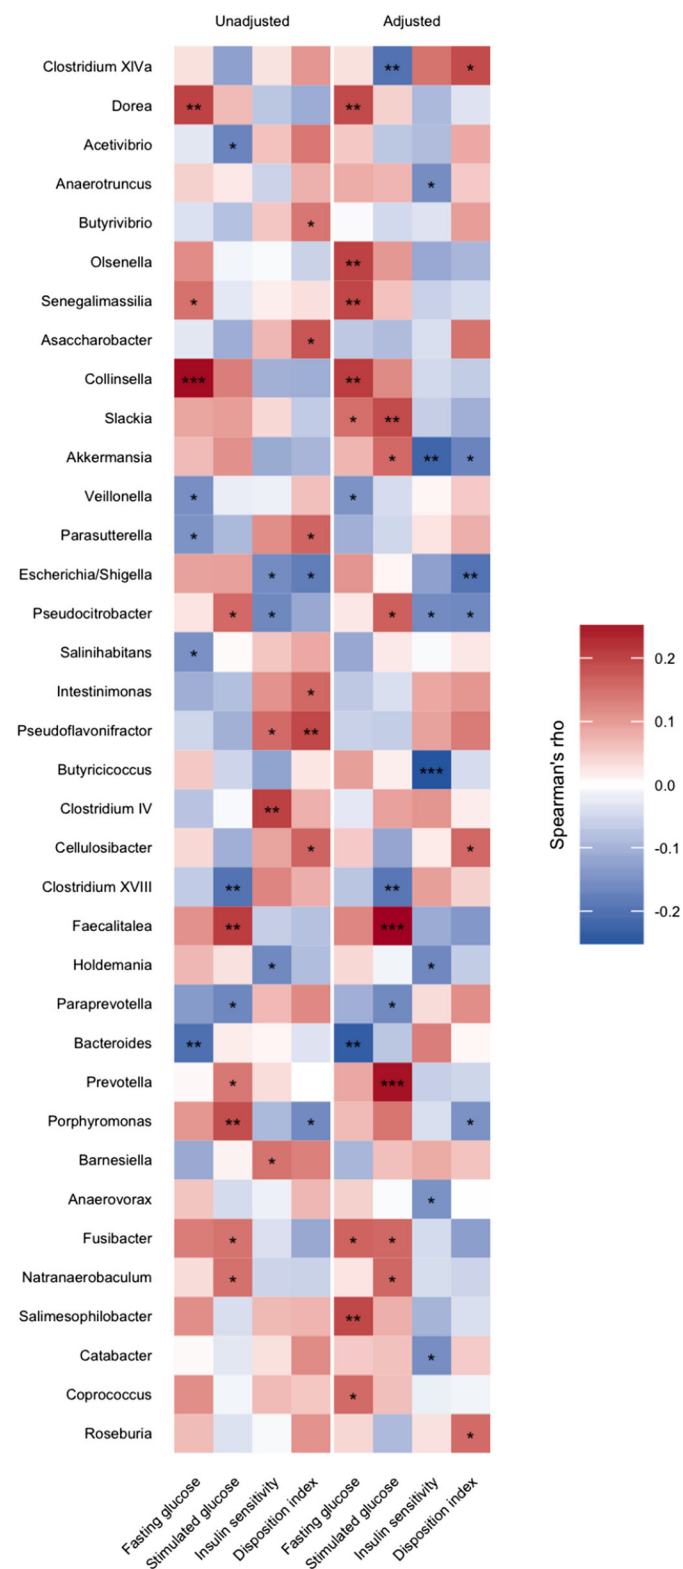 Unadjusted Adjusted
Clostridium XIVa ** *
Dorea ** **
Acetivibrio *
Anaerotruncus *
Butyrivibrio *
Olsenella **
Senegalimassilia * **
Asaccharobacter *
Collinsella *** **
Slackia * **
Akkermansia * ** *
Veillonella * *
Parasutterella * *
Escherichia/Shigella * * **
Pseudocitrobacter * * * * *
Salinihabitans *
Intestinimonas *
Pseudoflavonifractor * **
Butyricicoccus ***
Clostridium IV **
Cellulosibacter * *
Clostridium XVIII ** **
Faecalitalea ** ***
Holdemania * *
Paraprevotella * *
Bacteroides ** **
Prevotella * ***
Porphyromonas ** * *
Barnesiella *
Anaerovorax *
Fusibacter * * *
Natranaerobaculum * *
Salimesophilobacter **
Catabacter *
Coprococcus *
Roseburia *
Fasting glucose
Stimulated glucose
Insulin sensitivity
Disposition index
Fasting glucose
Stimulated glucose
Insulin sensitivity
Disposition index
Spearman's rho
0.2
0.1
0.0
-0.1
-0.2